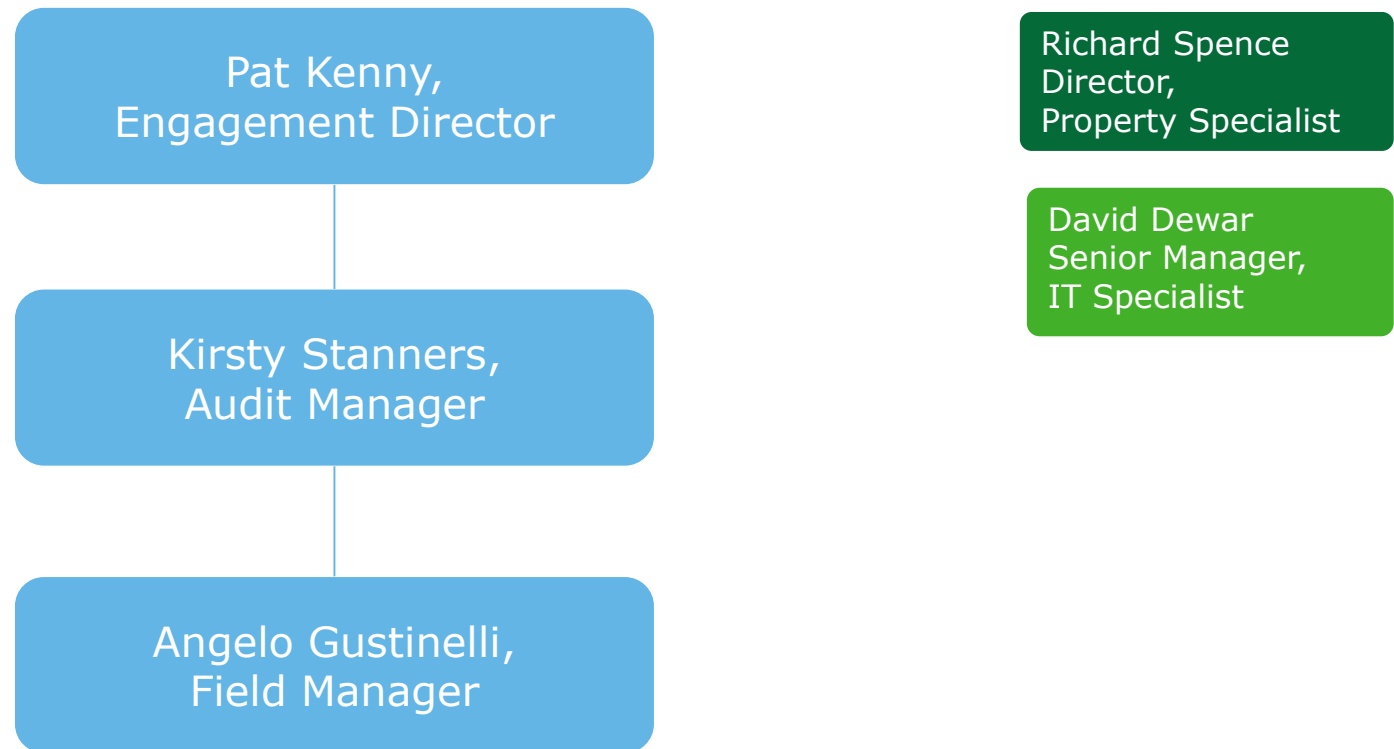 Pat Kenny,
Engagement Director
Kirsty Stanners,
Audit Manager
Angelo Gustinelli,
Field Manager
Richard Spence
Director,
Property Specialist
David Dewar
Senior Manager,
IT Specialist